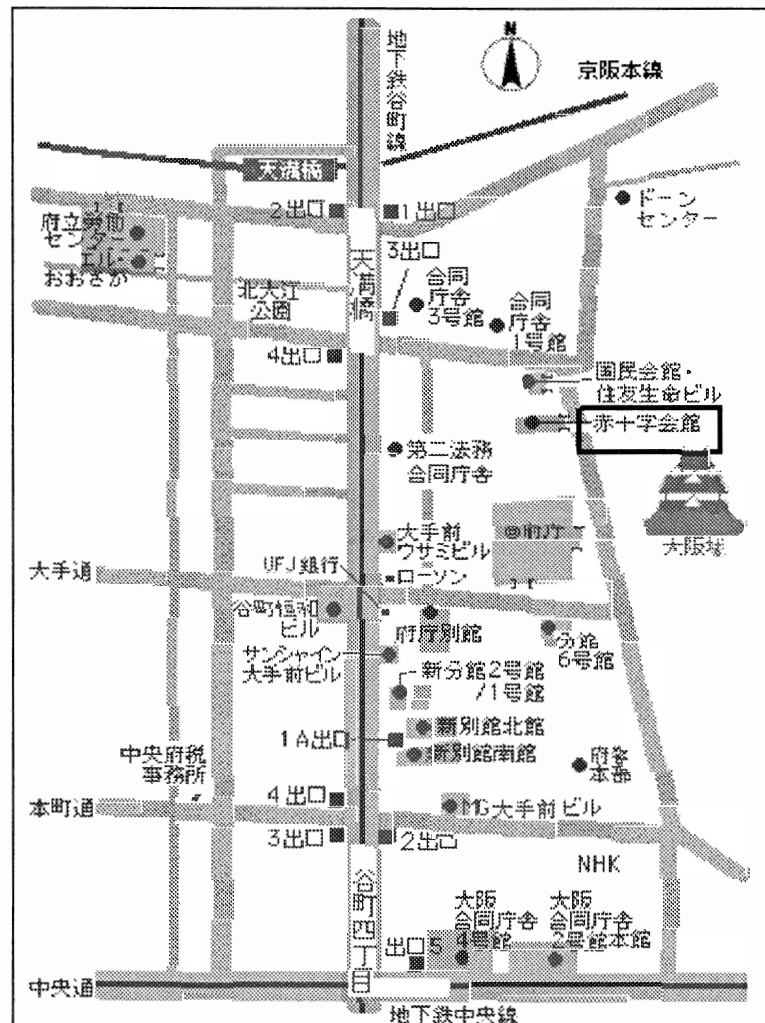 N
京阪本線
地下鉄谷町線
天満橋
2出口
1出口
ドーン
センター
府立労働
センター
エル・
おおさか
3出口
天満橋
北大江
公園
合同
庁舎
3号館
合同
庁舎
1号館
4出口
国民会館・
住友生命ビル
赤十字会館
第二法務
合同庁舎
大阪城
大手前
ウサミビル
府庁
UFJ銀行
ローソン
大手通
谷町恒和
ビル
府庁別館
分館
6号館
サンシャイン
大手前ビル
新分館2号館
/1号館
新別館北館
1A出口
新別館南館
中央府税
事務所
府警
本部
4出口
本町通
大手前ビル
3出口
2出口
NHK
谷町四丁目
大阪
合同庁舎
4号館
大阪
合同庁舎
2号館本館
出口5
中央通
地下鉄中央線